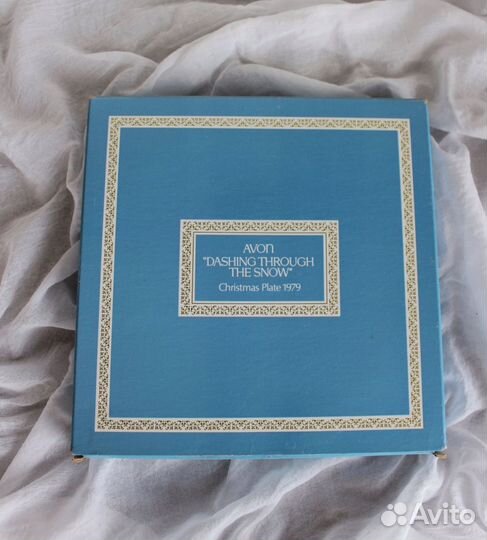 AVON
"DASHING THROUGH
THE SNOW"
Christmas Plate 1979
Avito